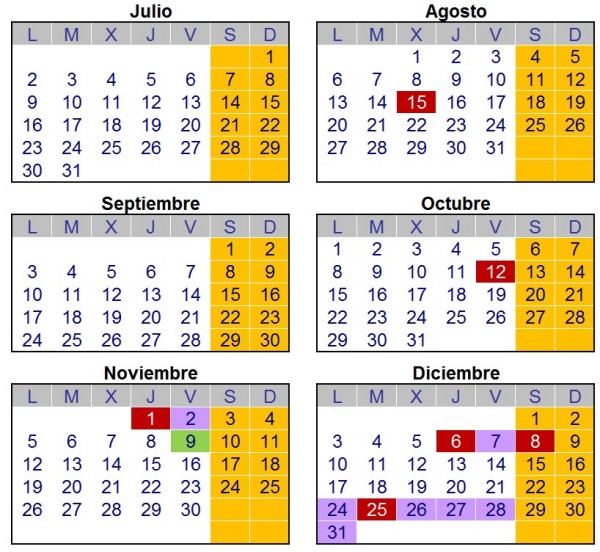 Julio
L M X J V S D
1
2 3 4 5 6 7 8
9 10 11 12 13 14 15
16 17 18 19 20 21 22
23 24 25 26 27 28 29
30 31
Agosto
L M X J V S D
1 2 3 4 5
6 7 8 9 10 11 12
13 14 15 16 17 18 19
20 21 22 23 24 25 26
27 28 29 30 31
Septiembre
L M X J V S D
1 2
3 4 5 6 7 8 9
10 11 12 13 14 15 16
17 18 19 20 21 22 23
24 25 26 27 28 29 30
Octubre
L M X J V S D
1 2 3 4 5 6 7
8 9 10 11 12 13 14
15 16 17 18 19 20 21
22 23 24 25 26 27 28
29 30 31
Noviembre
L M X J V S D
1 2 3 4
5 6 7 8 9 10 11
12 13 14 15 16 17 18
19 20 21 22 23 24 25
26 27 28 29 30
Diciembre
L M X J V S D
1 2
3 4 5 6 7 8 9
10 11 12 13 14 15 16
17 18 19 20 21 22 23
24 25 26 27 28 29 30
31